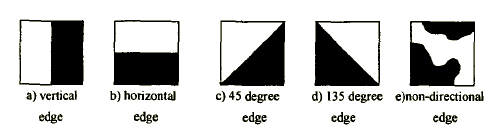 a) vertical b) horizontal c) 45 degree d) 135 degree e)non-directional
edge edge edge edge edge